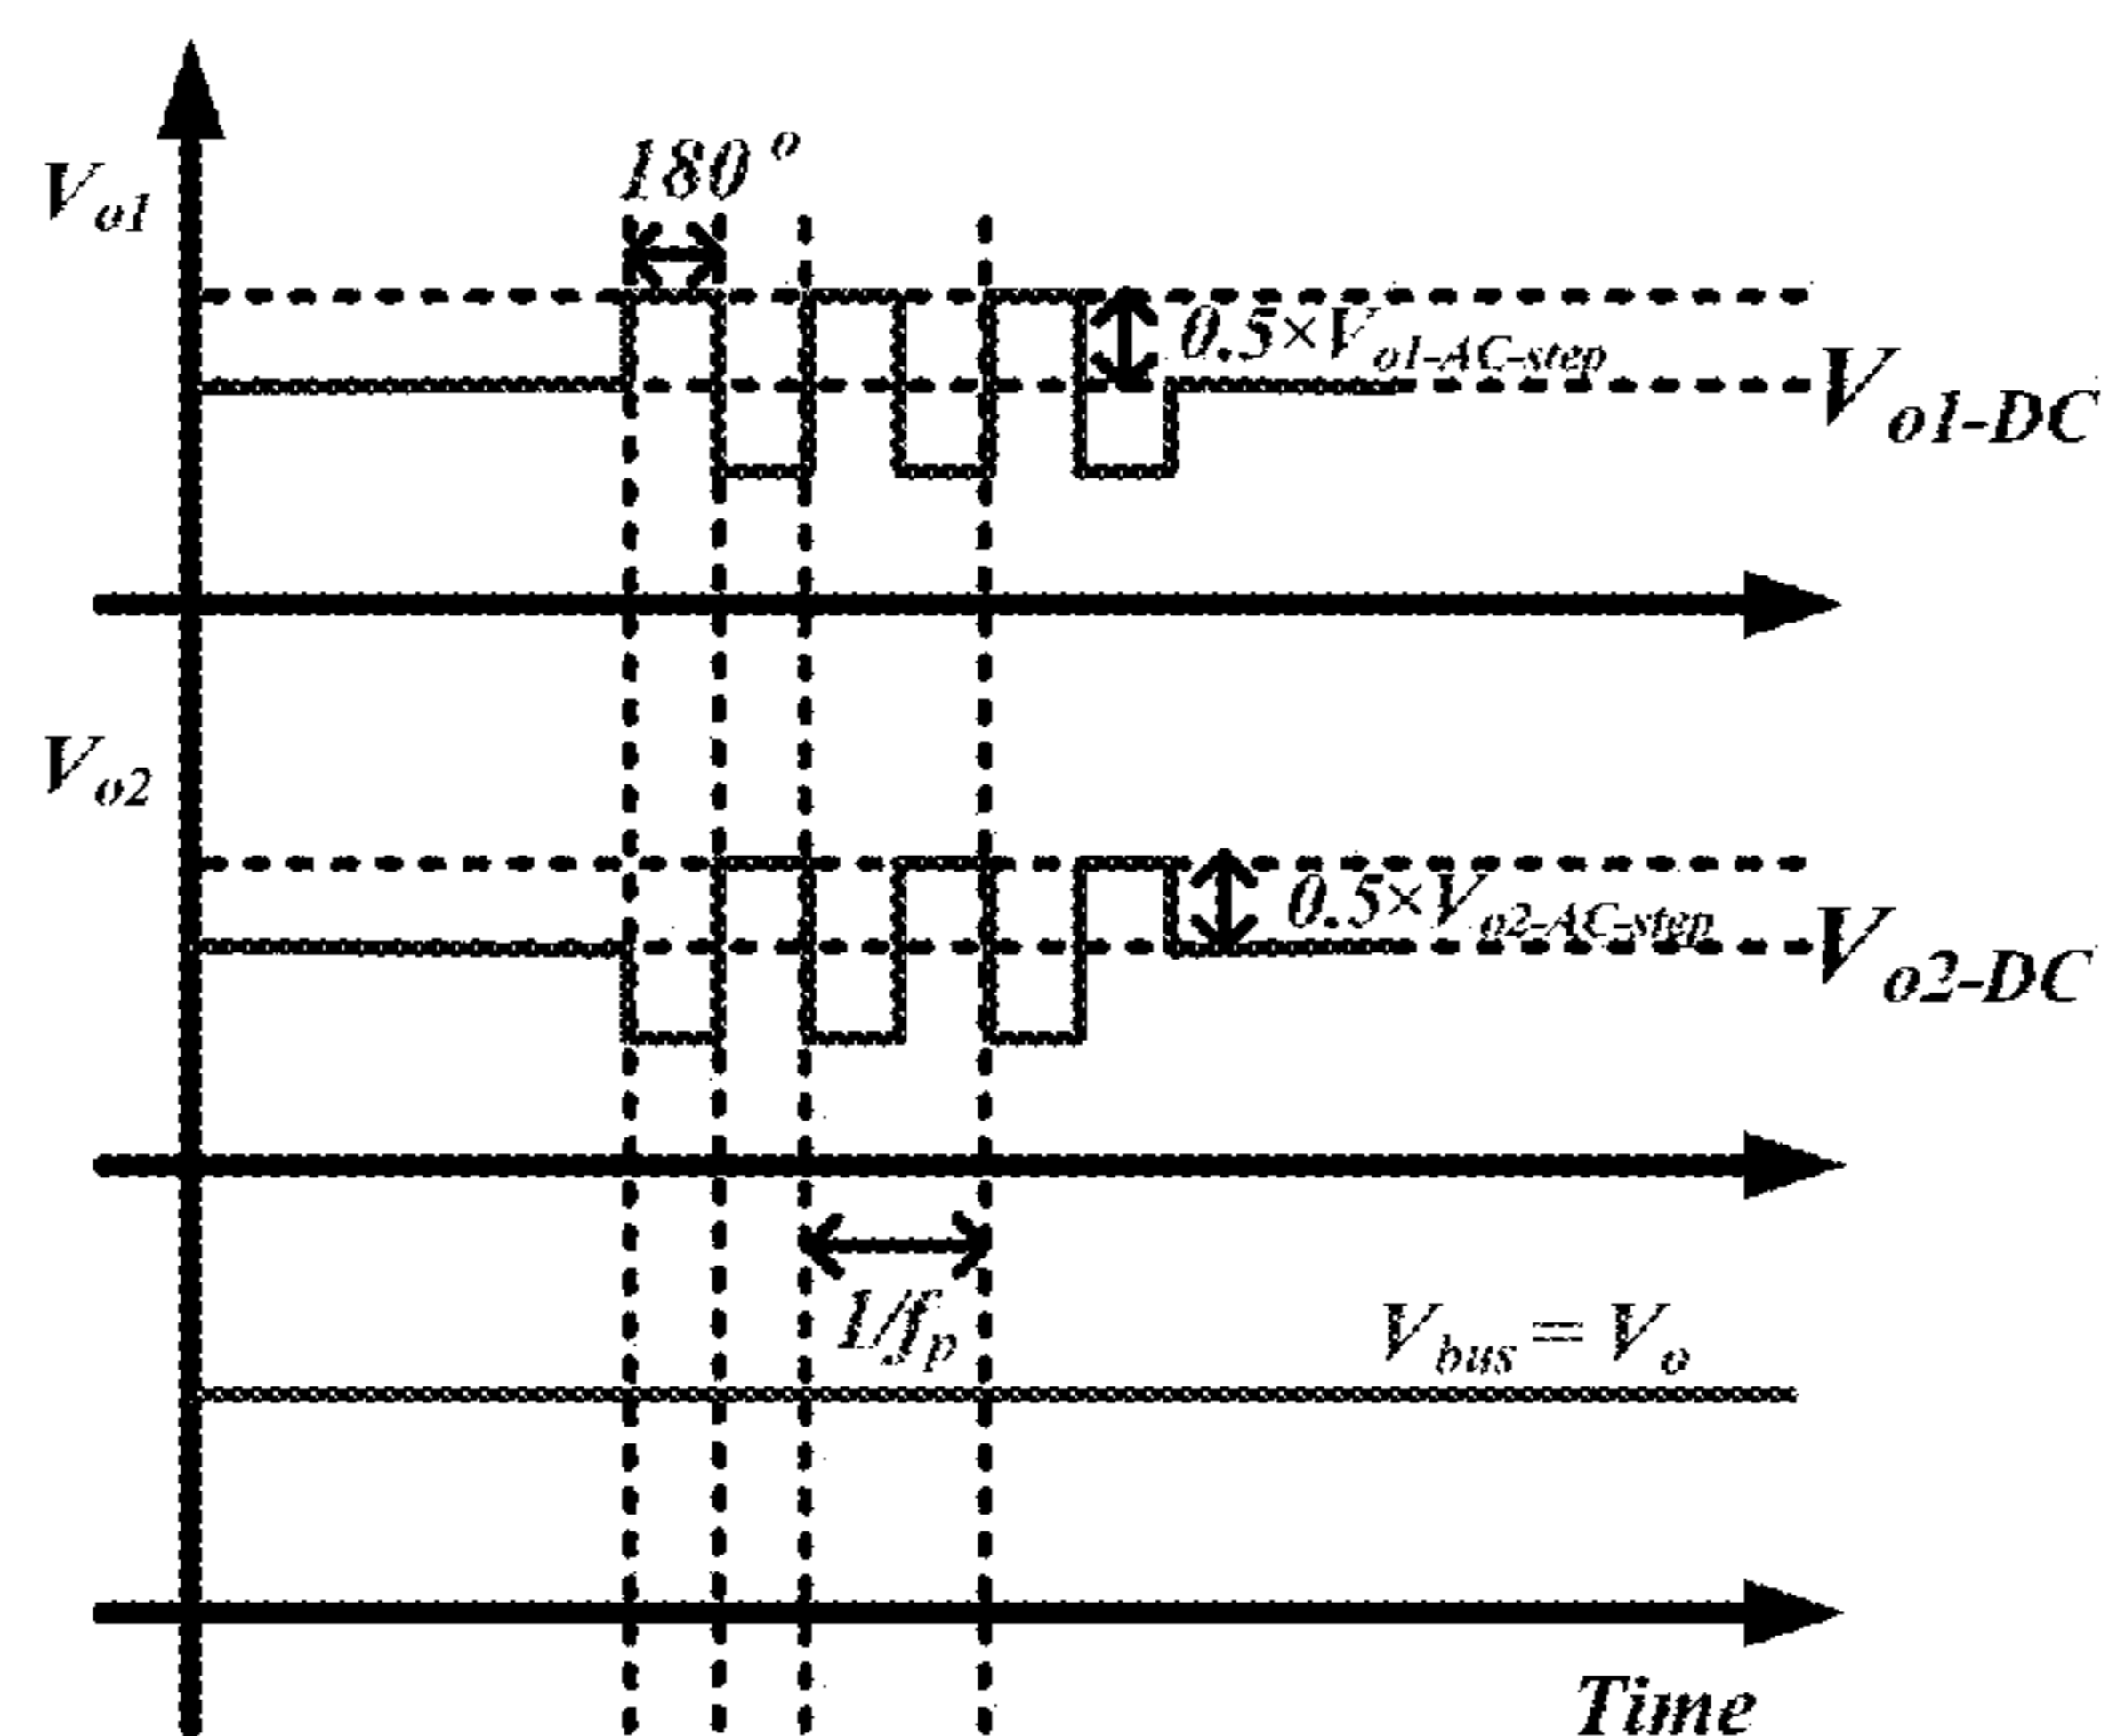 180°
V_o1
0.5×V_o1-AC-step
V_o1-DC
V_o2
0.5×V_o2-AC-step
V_o2-DC
1/f_p
V_bus = V_o
Time